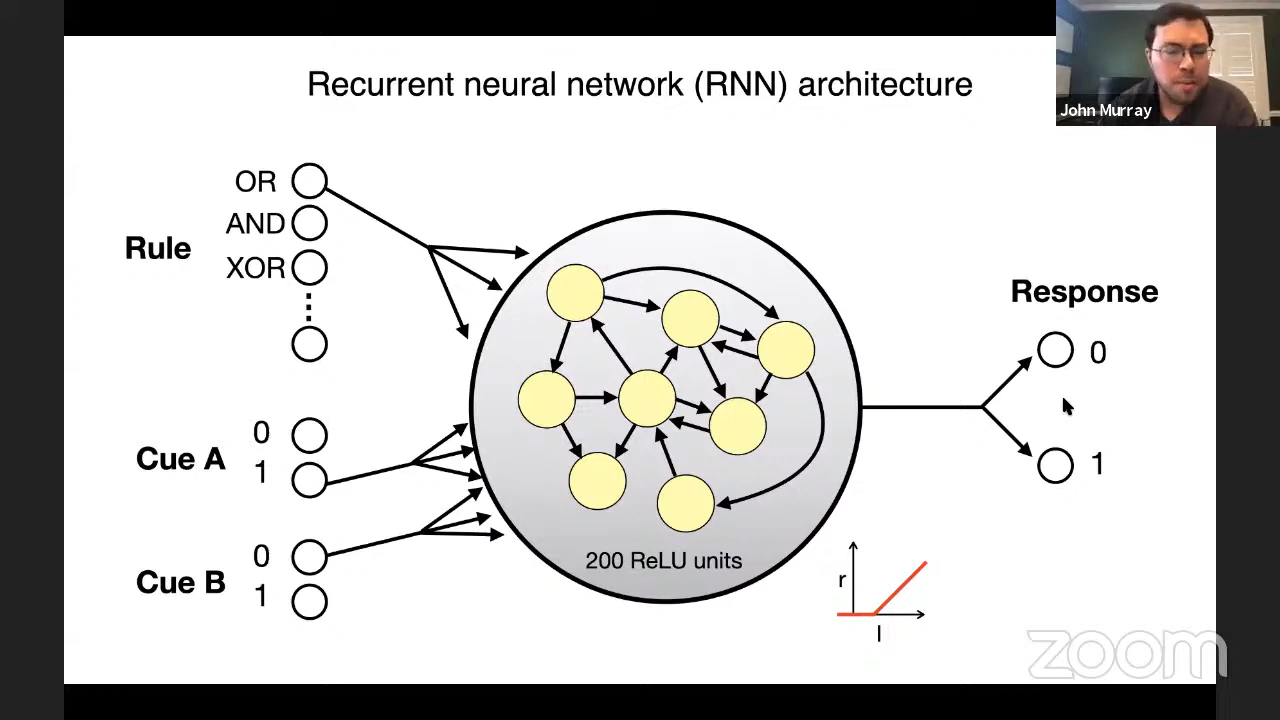 Recurrent neural network (RNN) architecture
John Murray
OR
AND
XOR
Rule
Cue A
0
1
Cue B
0
1
200 ReLU units
r
I
Response
0
1
zoom